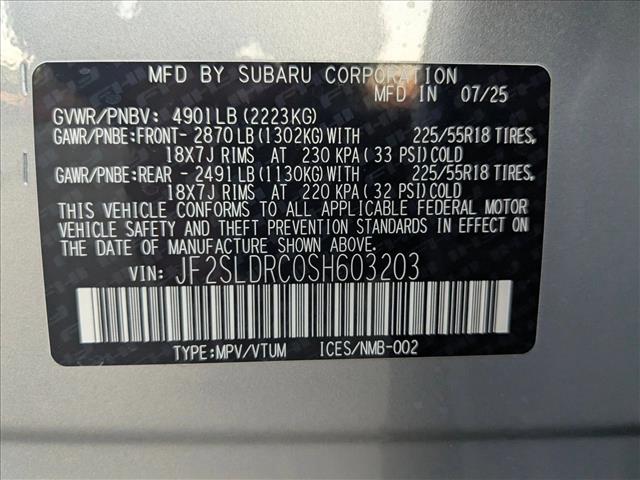 MFD BY SUBARU CORPORATION
MFD IN 07/25
GVWR/PNBV: 4901LB(2223KG)
GAWR/PNBE:FRONT- 2870LB(1302KG)WITH 225/55R18 TIRES,
18X7J RIMS AT 230 KPA(33 PSI)COLD
GAWR/PNBE:REAR - 2491LB(1130KG)WITH 225/55R18 TIRES,
18X7J RIMS AT 220 KPA(32 PSI)COLD
THIS VEHICLE CONFORMS TO ALL APPLICABLE FEDERAL MOTOR
VEHICLE SAFETY AND THEFT PREVENTION STANDARDS IN EFFECT ON
THE DATE OF MANUFACTURE SHOWN ABOVE.
VIN: JF2SLDRC0SH603203
TYPE:MPV/VTUM ICES/NMB-002